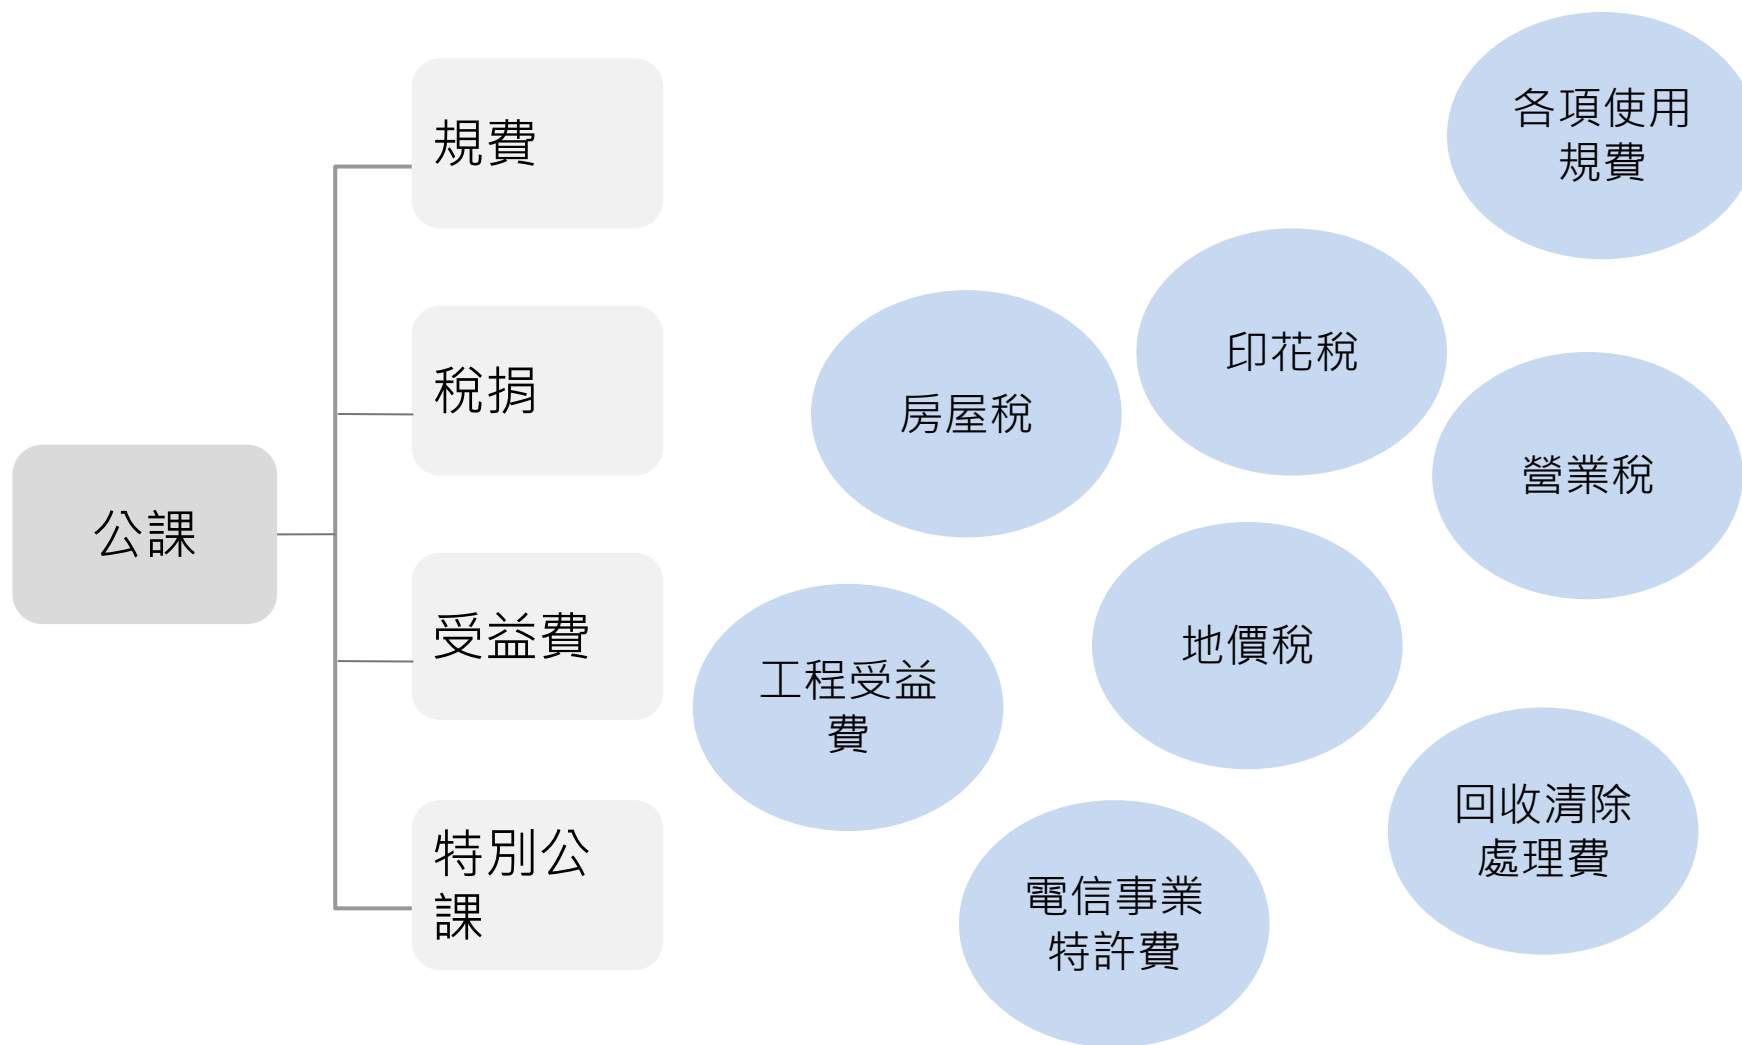 公課
規費
稅捐
受益費
特別公
課
各項使用
規費
印花稅
房屋稅
營業稅
地價稅
工程受益
費
回收清除
處理費
電信事業
特許費